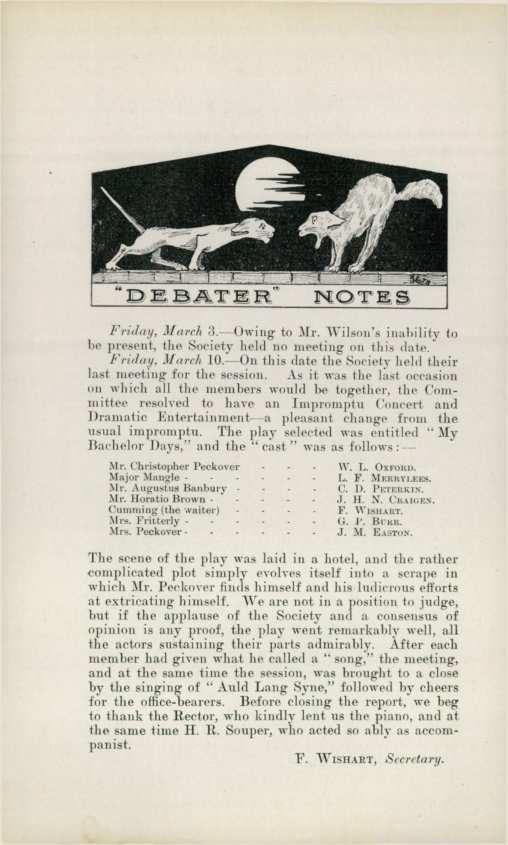 "DEBATER" NOTES
Friday, March 3.—Owing to Mr. Wilson's inability to
be present, the Society held no meeting on this date.
Friday, March 10.—On this date the Society held their
last meeting for the session. As it was the last occasion
on which all the members would be together, the Com-
mittee resolved to have an Impromptu Concert and
Dramatic Entertainment—a pleasant change from the
usual impromptu. The play selected was entitled "My
Bachelor Days," and the "cast" was as follows:—
Mr. Christopher Peckover - - - W. L. OXFORD.
Major Mangle - - - - - - L. F. MERRYLEES.
Mr. Augustus Banbury - - - - C. D. PETERKIN.
Mr. Horatio Brown - - - - - J. H. N. CRAIGEN.
Cumming (the waiter) - - - - F. WISHART.
Mrs. Fritterly - - - - - - G. P. BURR.
Mrs. Peckover - - - - - - J. M. EASTON.
The scene of the play was laid in a hotel, and the rather
complicated plot simply evolves itself into a scrape in
which Mr. Peckover finds himself and his ludicrous efforts
at extricating himself. We are not in a position to judge,
but if the applause of the Society and a consensus of
opinion is any proof, the play went remarkably well, all
the actors sustaining their parts admirably. After each
member had given what he called a "song," the meeting,
and at the same time the session, was brought to a close
by the singing of "Auld Lang Syne," followed by cheers
for the office-bearers. Before closing the report, we beg
to thank the Rector, who kindly lent us the piano, and at
the same time H. R. Souper, who acted so ably as accom-
panist.
F. WISHART, Secretary.